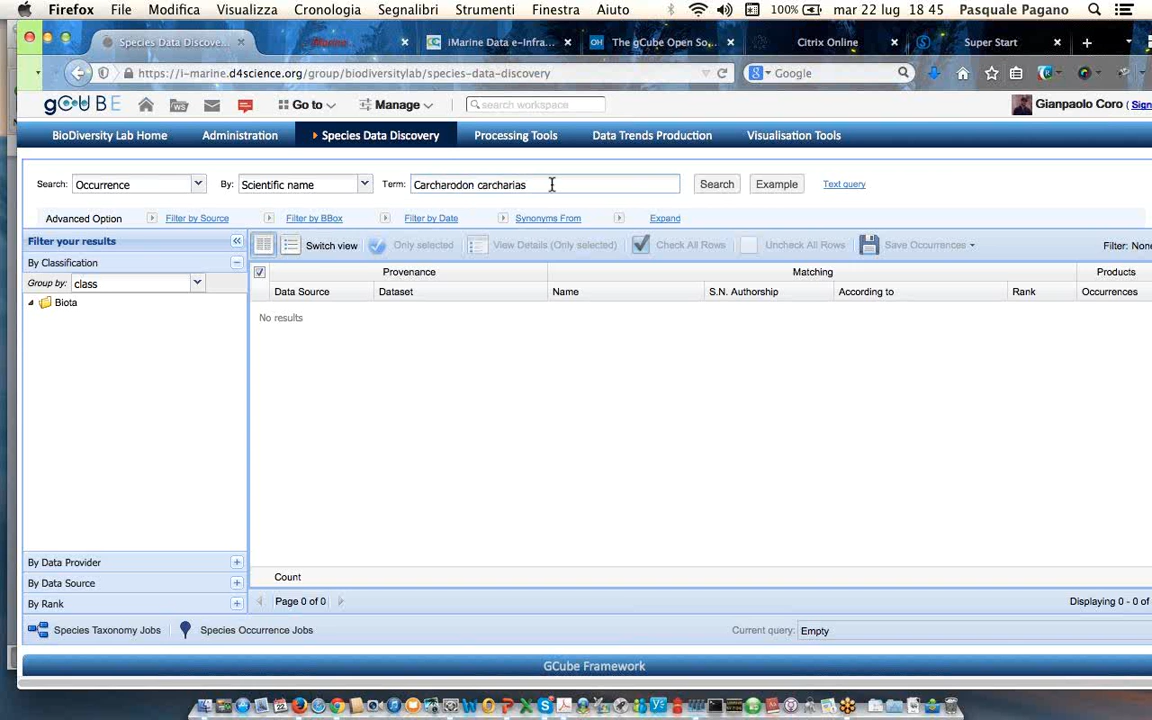 Firefox File Modifica Visualizza Cronologia Segnalibri Strumenti Finestra Aiuto 100% mar 22 lug 18 45 Pasquale Pagano
Species Data Discove... iMarine Data e-Infra... The gCube Open So... Citrix Online Super Start
https://i-marine.d4science.org/group/biodiversitylab/species-data-discovery Google
gCUBE Go to Manage search workspace Gianpaolo Coro (Sign
BioDiversity Lab Home Administration Species Data Discovery Processing Tools Data Trends Production Visualisation Tools
Search: Occurrence By: Scientific name Term: Carcharodon carcharias Search Example Text query
Advanced Option Filter by Source Filter by BBox Filter by Date Synonyms From Expand
Filter your results Switch view Only selected View Details (Only selected) Check All Rows Uncheck All Rows Save Occurrences Filter: None
By Classification Provenance Matching Products
Group by: class Data Source Dataset Name S.N. Authorship According to Rank Occurrences
Biota
No results
By Data Provider
Count
By Data Source
By Rank Page 0 of 0 Displaying 0 - 0 of
Species Taxonomy Jobs Species Occurrence Jobs Current query: Empty
GCube Framework